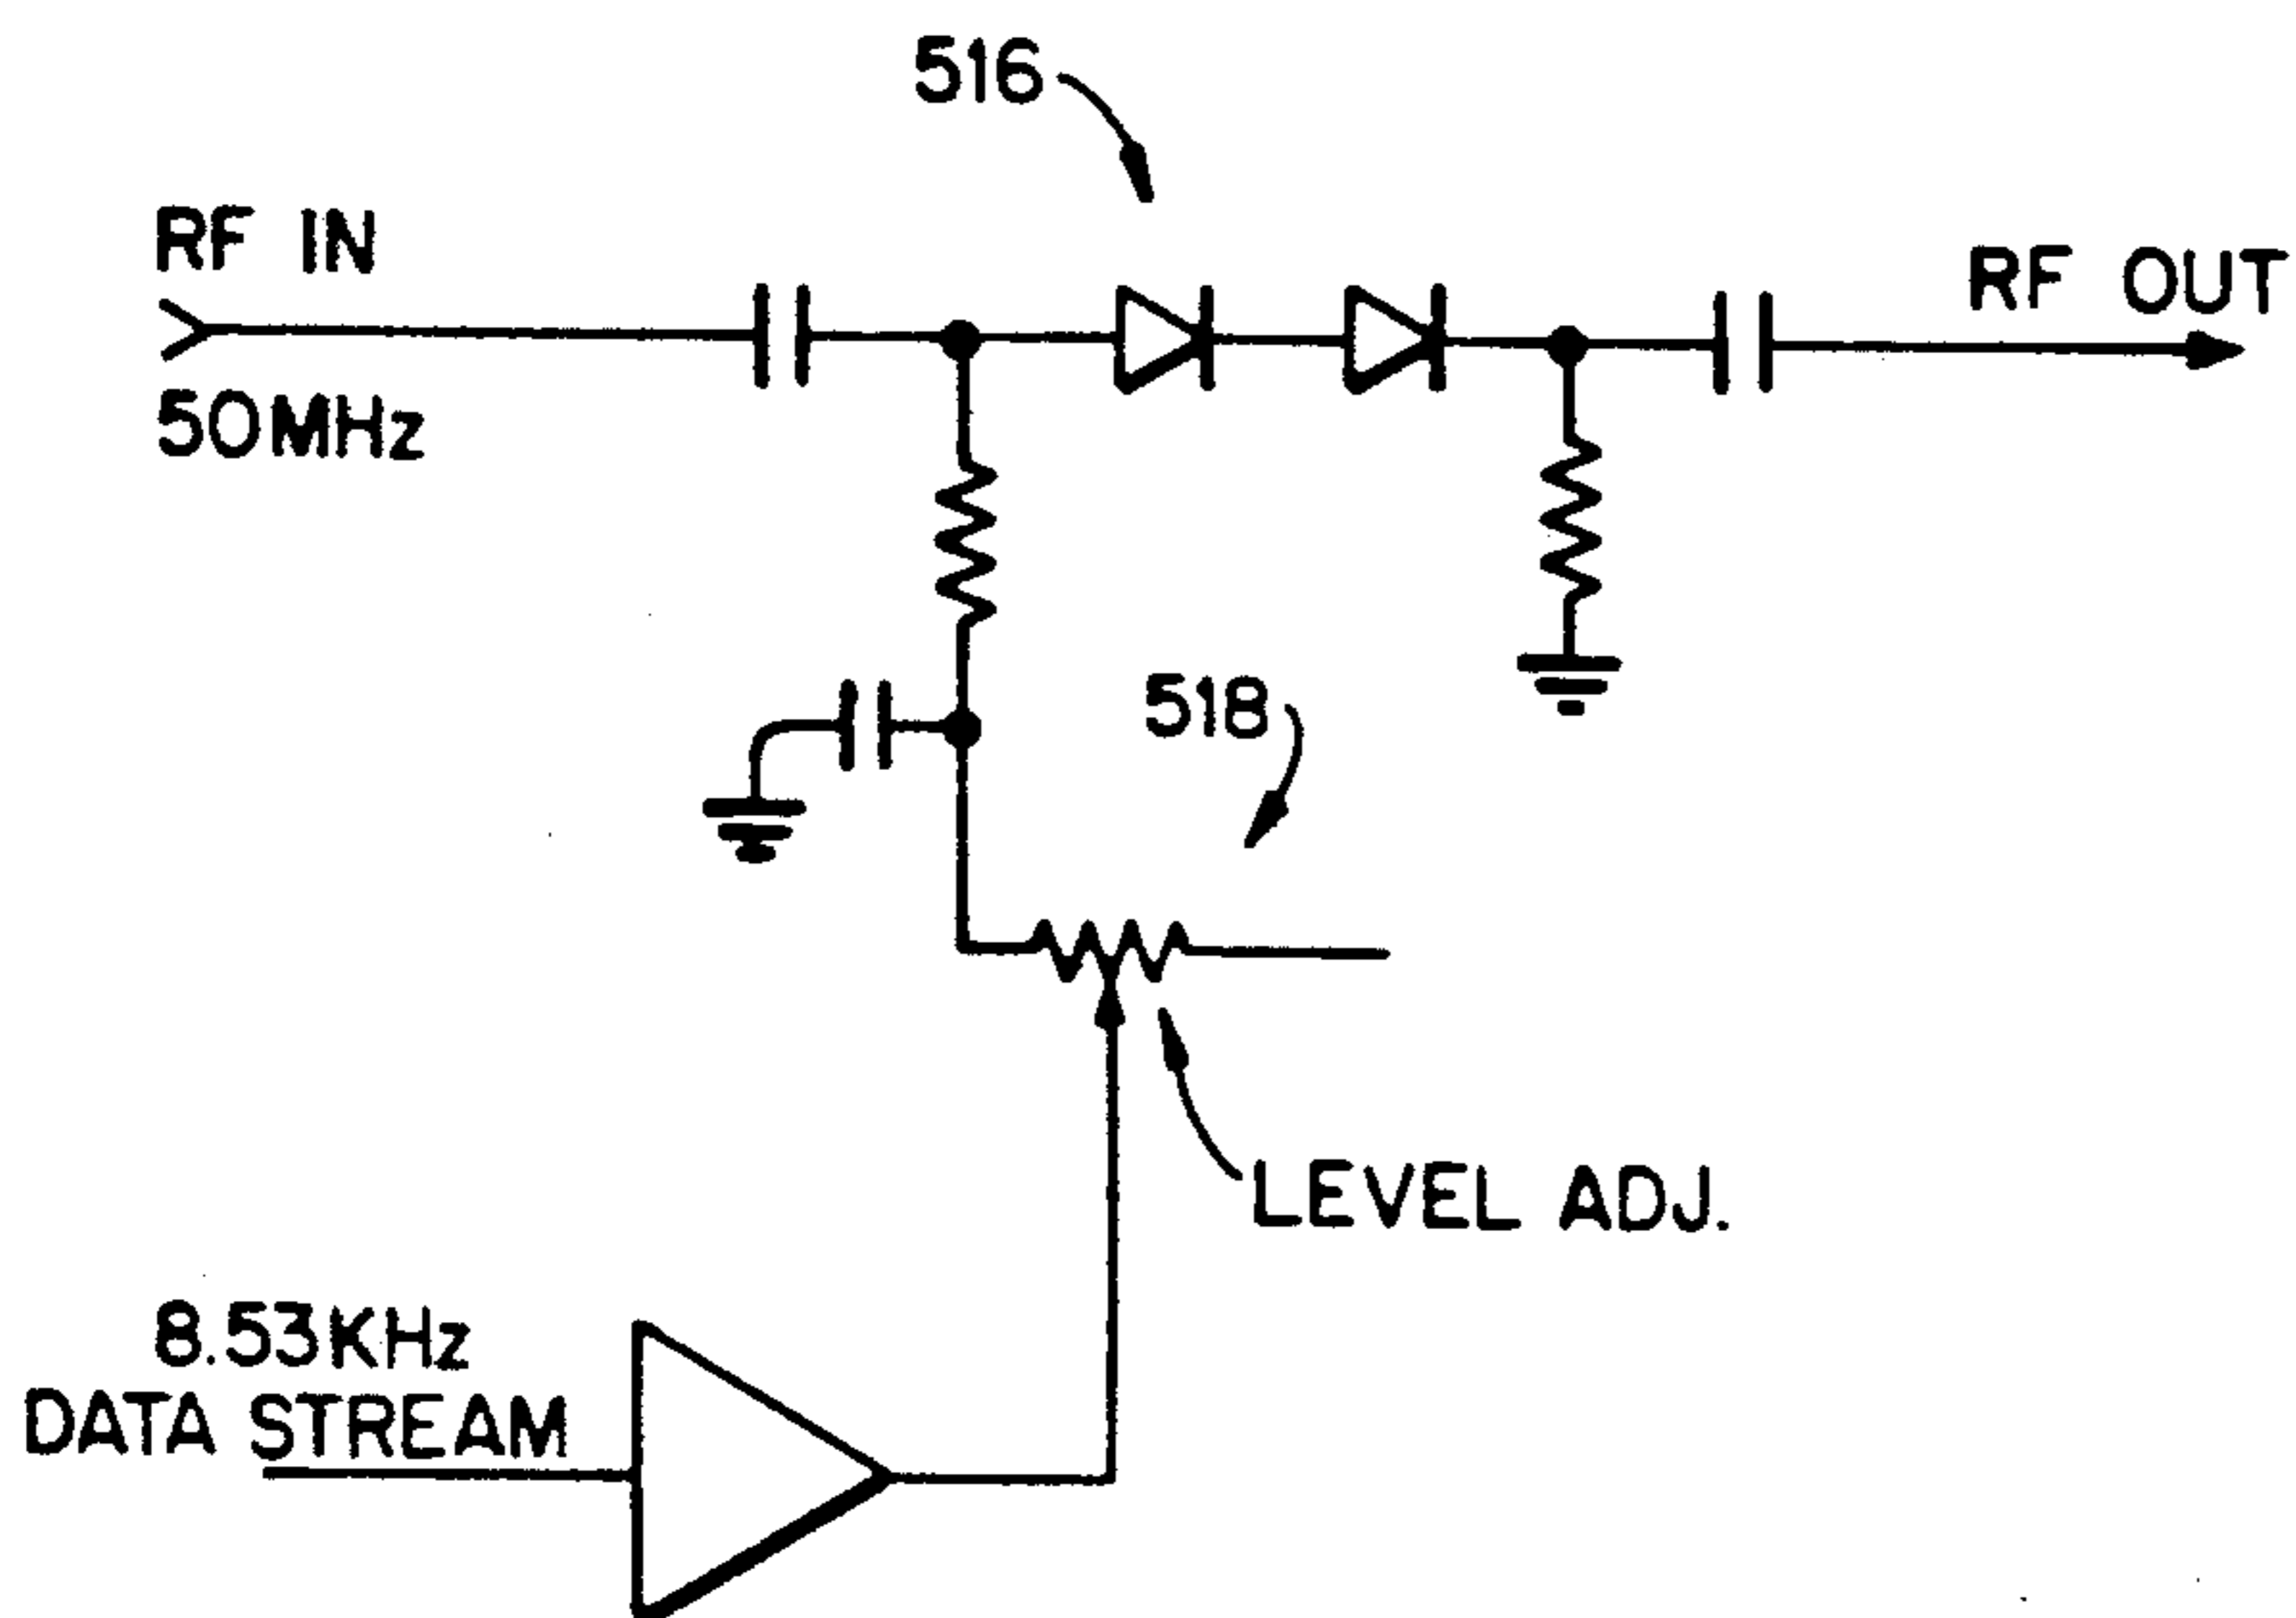 516
RF IN
50MHz
RF OUT
518
LEVEL ADJ.
8.53KHz
DATA STREAM